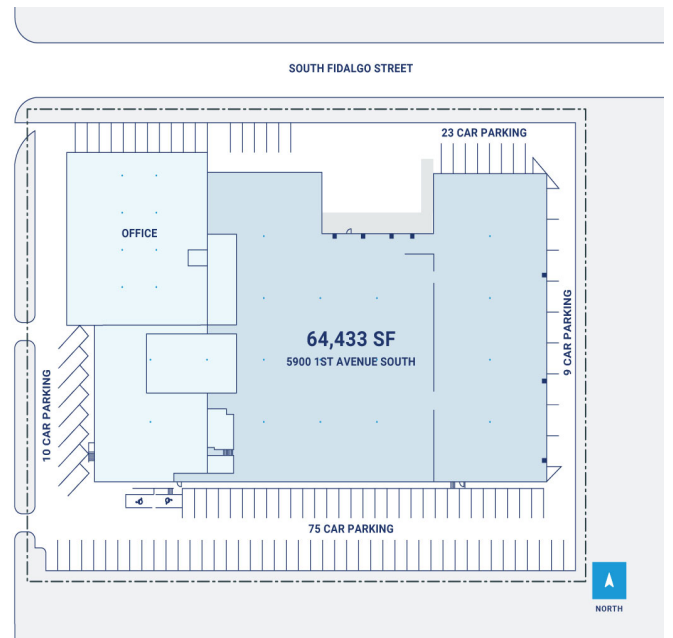 SOUTH FIDALGO STREET
23 CAR PARKING
OFFICE
64,433 SF
5900 1ST AVENUE SOUTH
9 CAR PARKING
10 CAR PARKING
75 CAR PARKING
NORTH